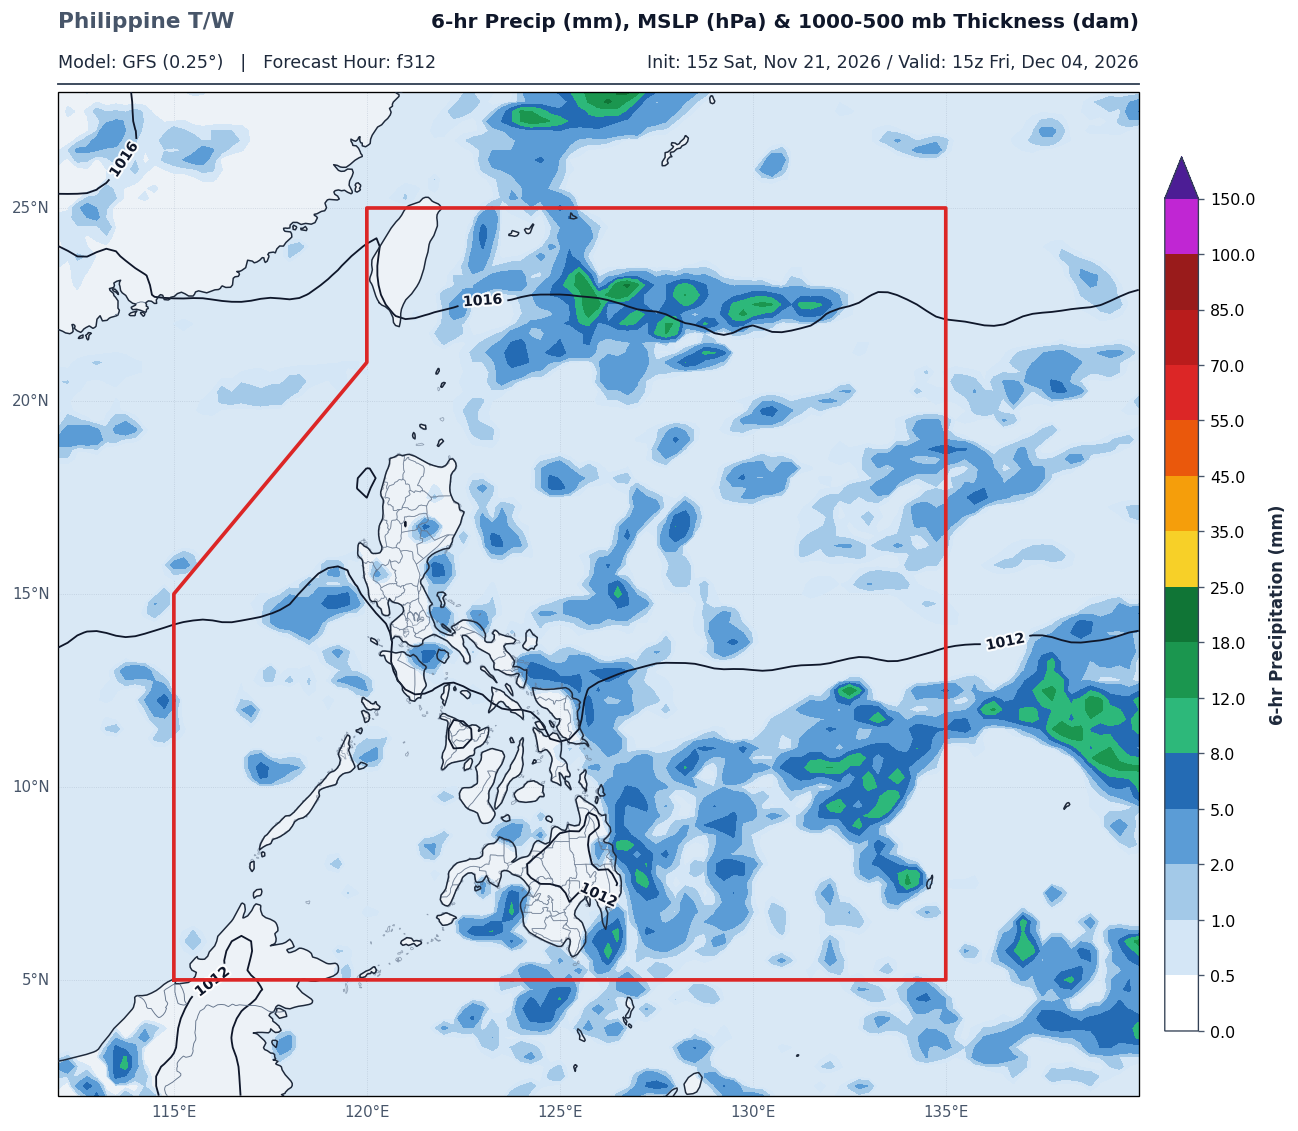 Philippine T/W
6-hr Precip (mm), MSLP (hPa) & 1000-500 mb Thickness (dam)
Model: GFS (0.25°) | Forecast Hour: f312
Init: 15z Sat, Nov 21, 2026 / Valid: 15z Fri, Dec 04, 2026
1016
1016
1012
1012
1012
25°N
20°N
15°N
10°N
5°N
115°E
120°E
125°E
130°E
135°E
150.0
100.0
85.0
70.0
55.0
45.0
35.0
25.0
18.0
12.0
8.0
5.0
2.0
1.0
0.5
0.0
6-hr Precipitation (mm)